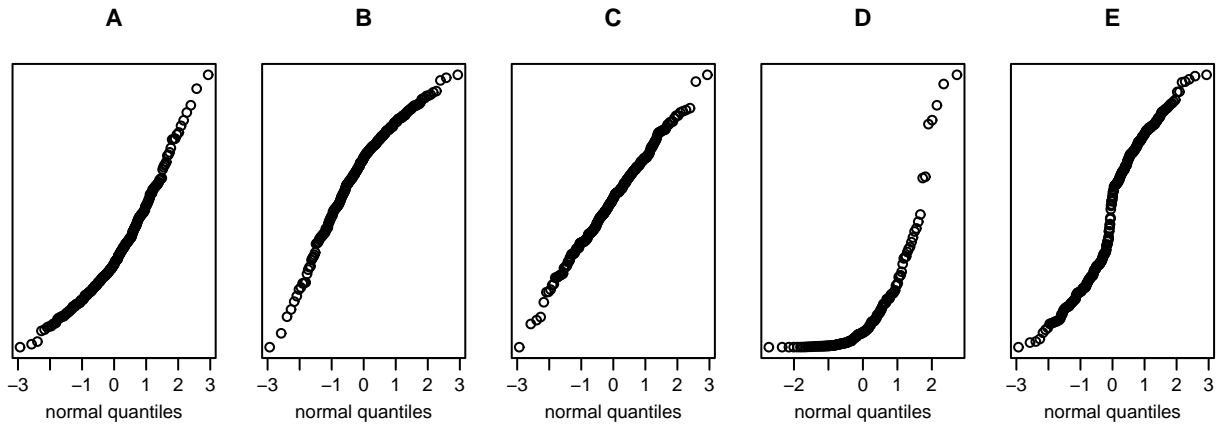 A B C D E
−3 −1 0 1 2 3 −3 −1 0 1 2 3 −3 −1 0 1 2 3 −2 0 1 2 −3 −1 0 1 2 3
normal quantiles normal quantiles normal quantiles normal quantiles normal quantiles